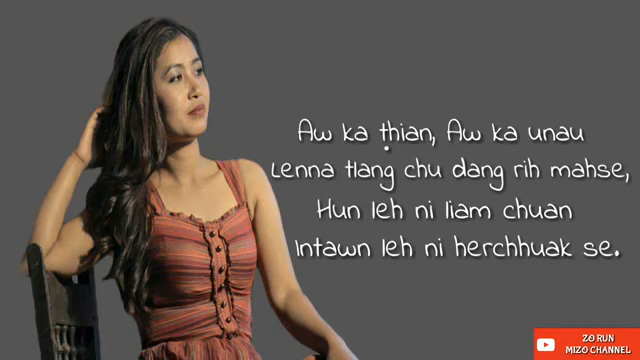 Aw ka ṭhian, Aw ka unau
Lenna tlang chu dang rih mahse,
Hun leh ni liam chuan
Intawn leh ni herchhuak se.
ZO RUN
MIZO CHANNEL